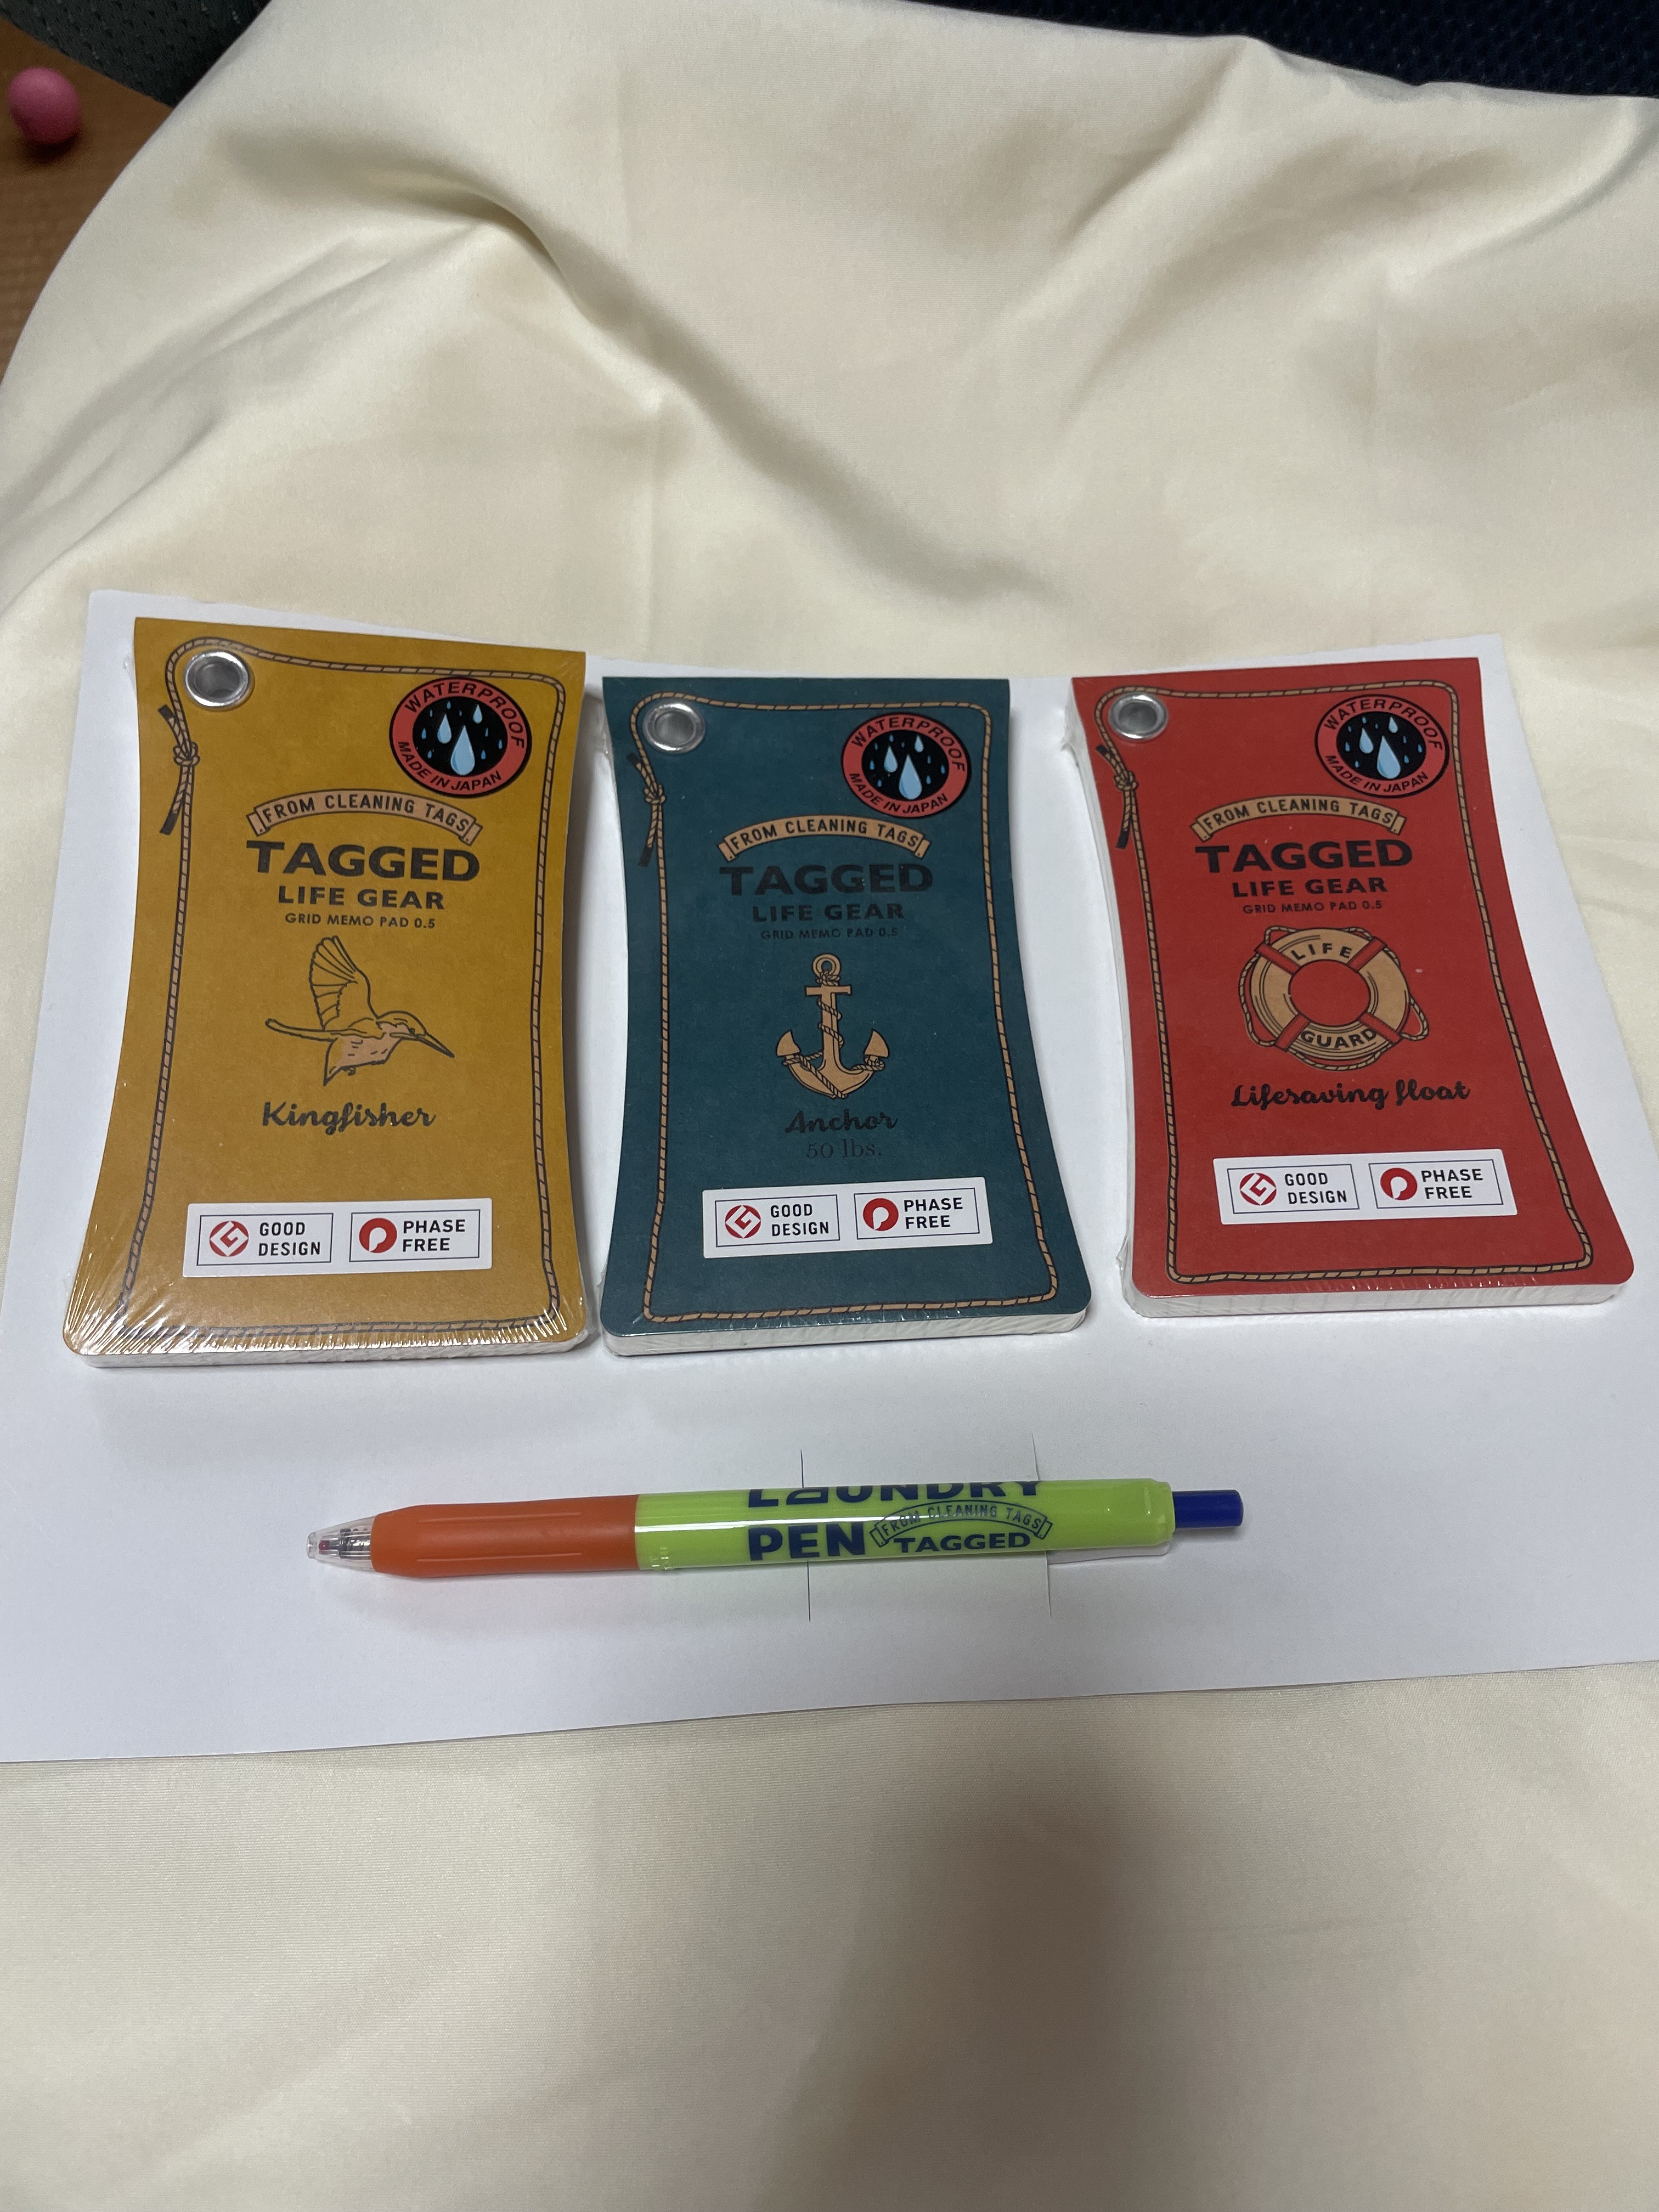 WATERPROOF
MADE IN JAPAN
FROM CLEANING TAGS
TAGGED
LIFE GEAR
GRID MEMO PAD 0.5
Kingfisher
GOOD
DESIGN
PHASE
FREE
WATERPROOF
MADE IN JAPAN
FROM CLEANING TAGS
TAGGED
LIFE GEAR
GRID MEMO PAD 0.5
Anchor
50 lbs.
GOOD
DESIGN
PHASE
FREE
WATERPROOF
MADE IN JAPAN
FROM CLEANING TAGS
TAGGED
LIFE GEAR
GRID MEMO PAD 0.5
LIFE
GUARD
Lifesaving float
GOOD
DESIGN
PHASE
FREE
LAUNDRY
PEN
FROM CLEANING TAGS
TAGGED